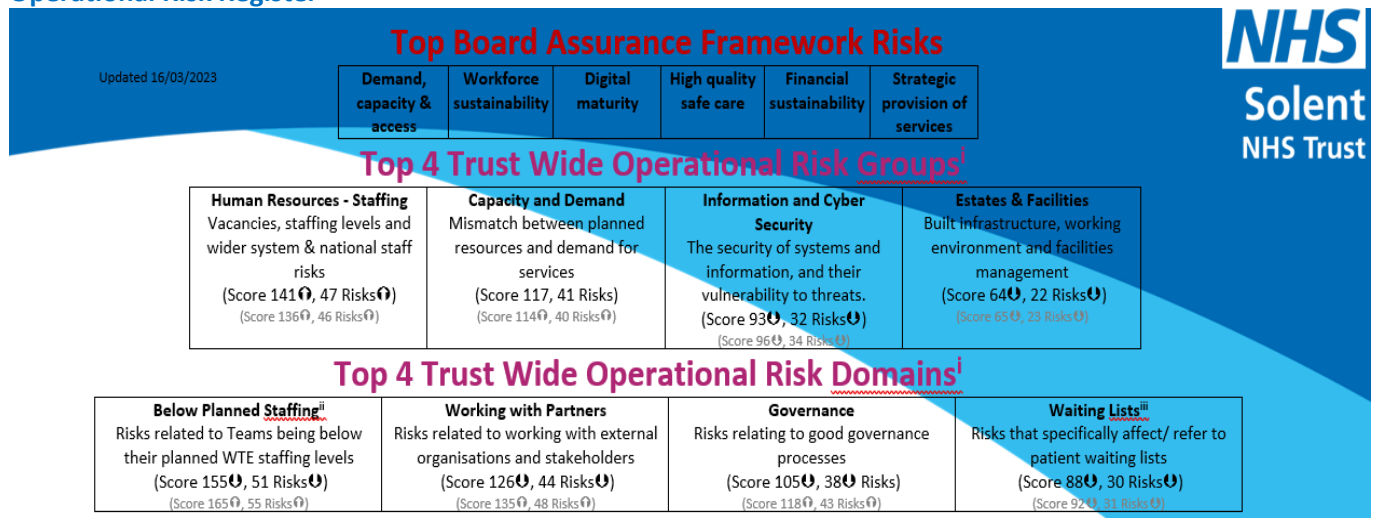 Operational Risk Register
Top Board Assurance Framework Risks
NHS
Solent
NHS Trust
Updated 16/03/2023
Demand,
capacity &
access
Workforce
sustainability
Digital
maturity
High quality
safe care
Financial
sustainability
Strategic
provision of
services
Top 4 Trust Wide Operational Risk Groupsⁱ
Human Resources - Staffing
Vacancies, staffing levels and
wider system & national staff
risks
(Score 141⮉, 47 Risks⮉)
(Score 136⮉, 46 Risks⮉)
Capacity and Demand
Mismatch between planned
resources and demand for
services
(Score 117, 41 Risks)
(Score 114⮉, 40 Risks⮉)
Information and Cyber
Security
The security of systems and
information, and their
vulnerability to threats.
(Score 93⮋, 32 Risks⮋)
(Score 96⮋, 34 Risks⮋)
Estates & Facilities
Built infrastructure, working
environment and facilities
management
(Score 64⮋, 22 Risks⮋)
(Score 65⮋, 23 Risks⮋)
Top 4 Trust Wide Operational Risk Domainsⁱ
Below Planned Staffingⁱⁱ
Risks related to Teams being below
their planned WTE staffing levels
(Score 155⮋, 51 Risks⮋)
(Score 165⮉, 55 Risks⮉)
Working with Partners
Risks related to working with external
organisations and stakeholders
(Score 126⮋, 44 Risks⮋)
(Score 135⮉, 48 Risks⮉)
Governance
Risks relating to good governance
processes
(Score 105⮋, 38⮋ Risks)
(Score 118⮉, 43 Risks⮉)
Waiting Listsⁱⁱⁱ
Risks that specifically affect/ refer to
patient waiting lists
(Score 88⮋, 30 Risks⮋)
(Score 92⮋, 31 Risks⮋)